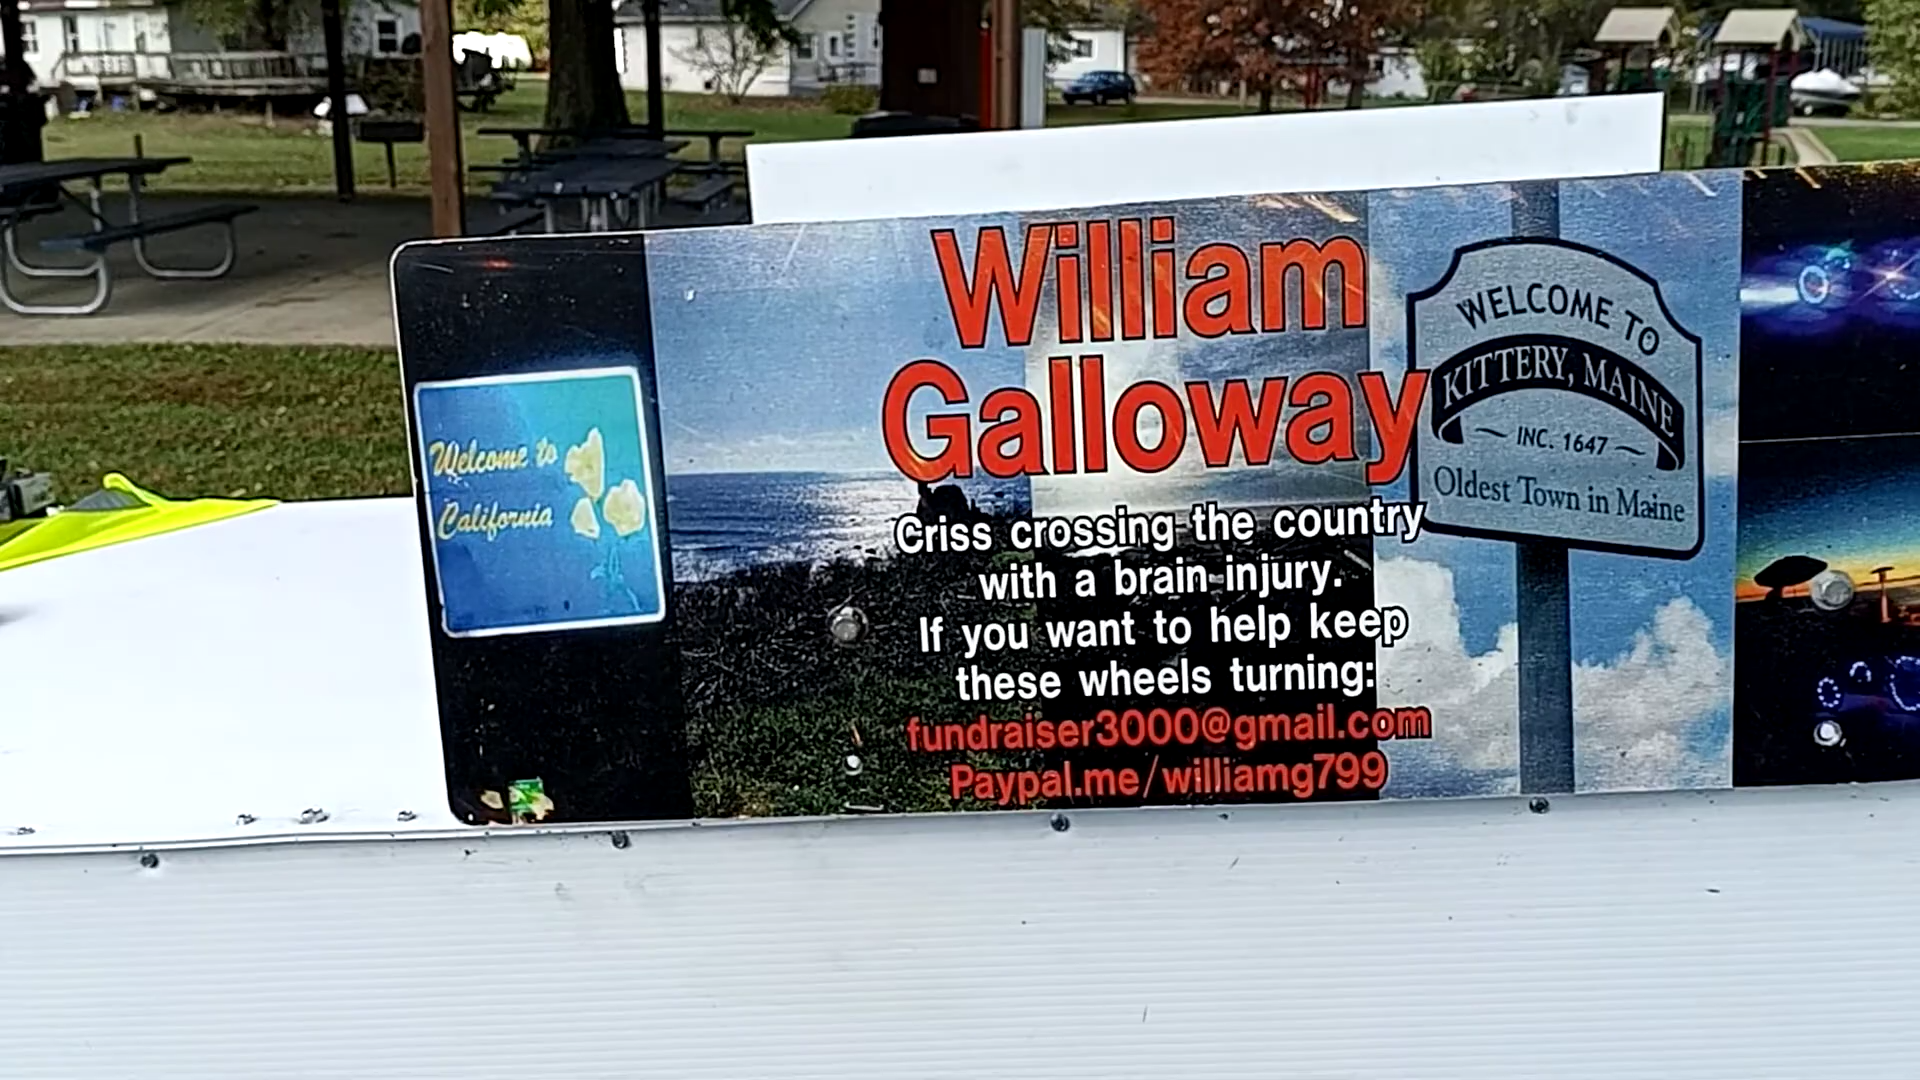 William
Galloway
Criss crossing the country
with a brain injury.
If you want to help keep
these wheels turning:
fundraiser3000@gmail.com
Paypal.me/williamg799
Welcome to
California
WELCOME TO
KITTERY, MAINE
INC. 1647
Oldest Town in Maine